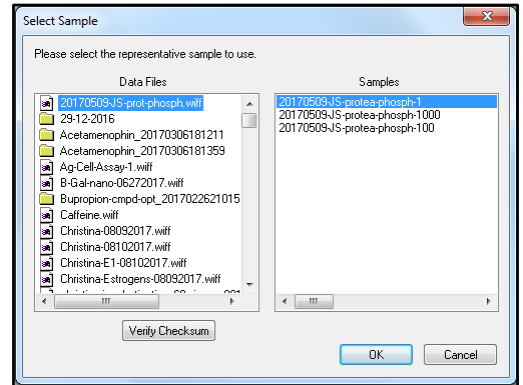 Select Sample
Please select the representative sample to use.
Data Files
20170509-JS-prot-phosph.wiff
29-12-2016
Acetamenophin_20170306181211
Acetamenophin_20170306181359
Ag-Cell-Assay-1.wiff
B-Gal-nano-06272017.wiff
Bupropion-cmpd-opt_2017022621015
Caffeine.wiff
Christina-08092017.wiff
Christina-08102017.wiff
Christina-E1-08102017.wiff
Christina-Estrogens-08092017.wiff
Samples
20170509-JS-protea-phosph-1
20170509-JS-protea-phosph-1000
20170509-JS-protea-phosph-100
Verify Checksum
OK
Cancel